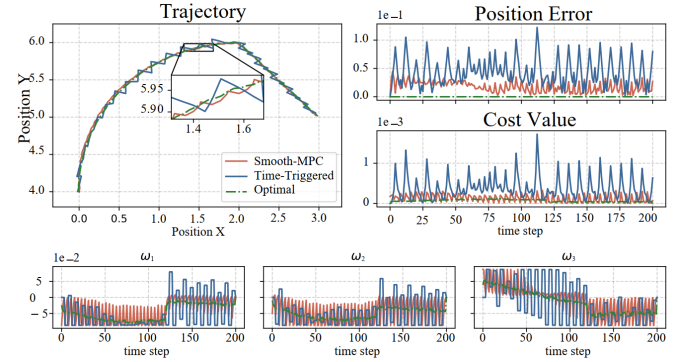 Trajectory
Position Y
6.0
5.5
5.0
4.5
4.0
5.95
5.90
1.4 1.6
Smooth-MPC
Time-Triggered
Optimal
0.0 0.5 1.0 1.5 2.0 2.5 3.0
Position X
Position Error
1e−1
1.0
0.5
0.0
Cost Value
1e−3
1
0
0 25 50 75 100 125 150 175 200
time step
5e−2
ω1
5
0
−5
0 50 100 150 200
time step
ω2
0 50 100 150 200
time step
ω3
0 50 100 150 200
time step